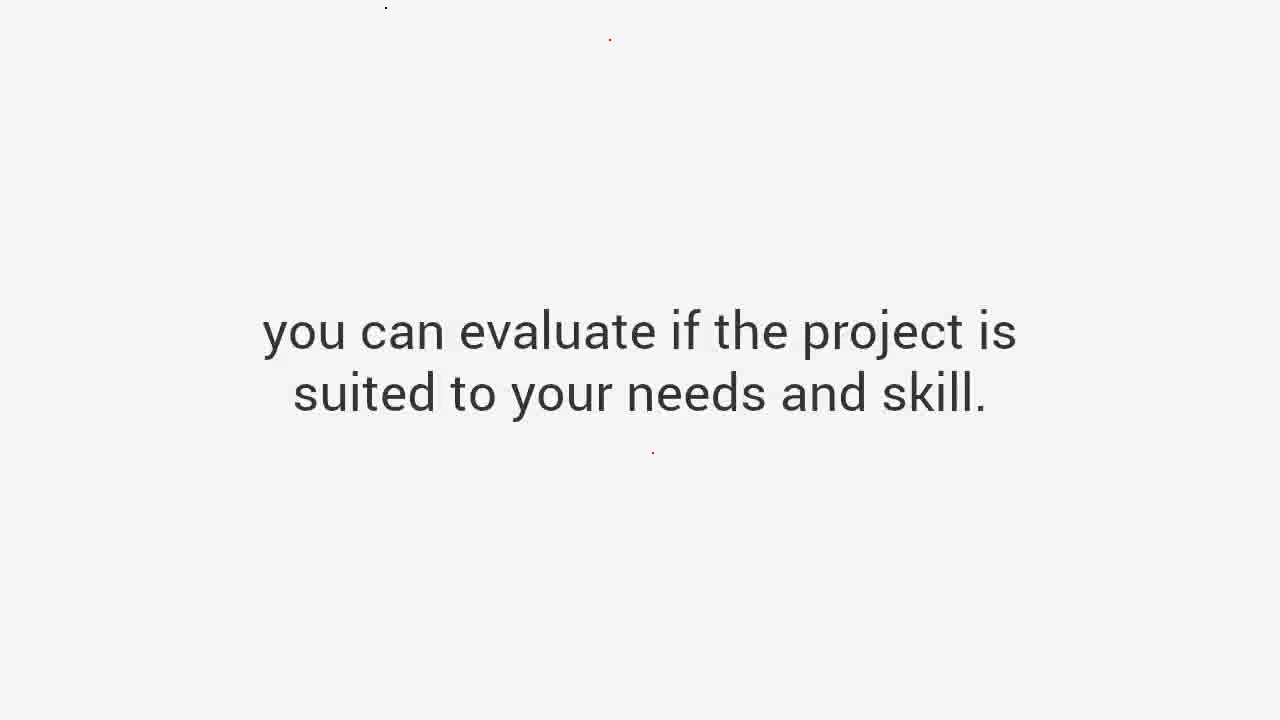 you can evaluate if the project is
suited to your needs and skill.